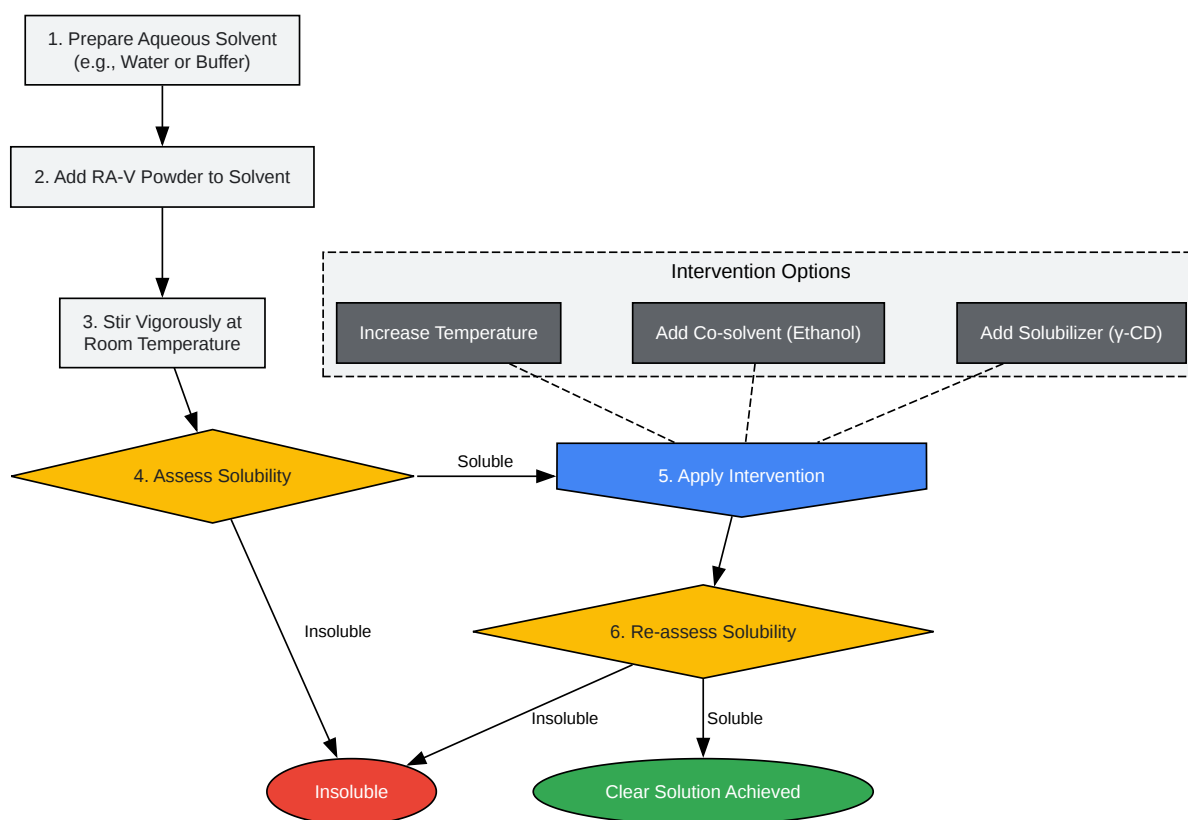 1. Prepare Aqueous Solvent
(e.g., Water or Buffer)
2. Add RA-V Powder to Solvent
3. Stir Vigorously at
Room Temperature
Intervention Options
Increase Temperature
Add Co-solvent (Ethanol)
Add Solubilizer (γ-CD)
4. Assess Solubility
Soluble
5. Apply Intervention
Insoluble
6. Re-assess Solubility
Insoluble
Soluble
Insoluble
Clear Solution Achieved